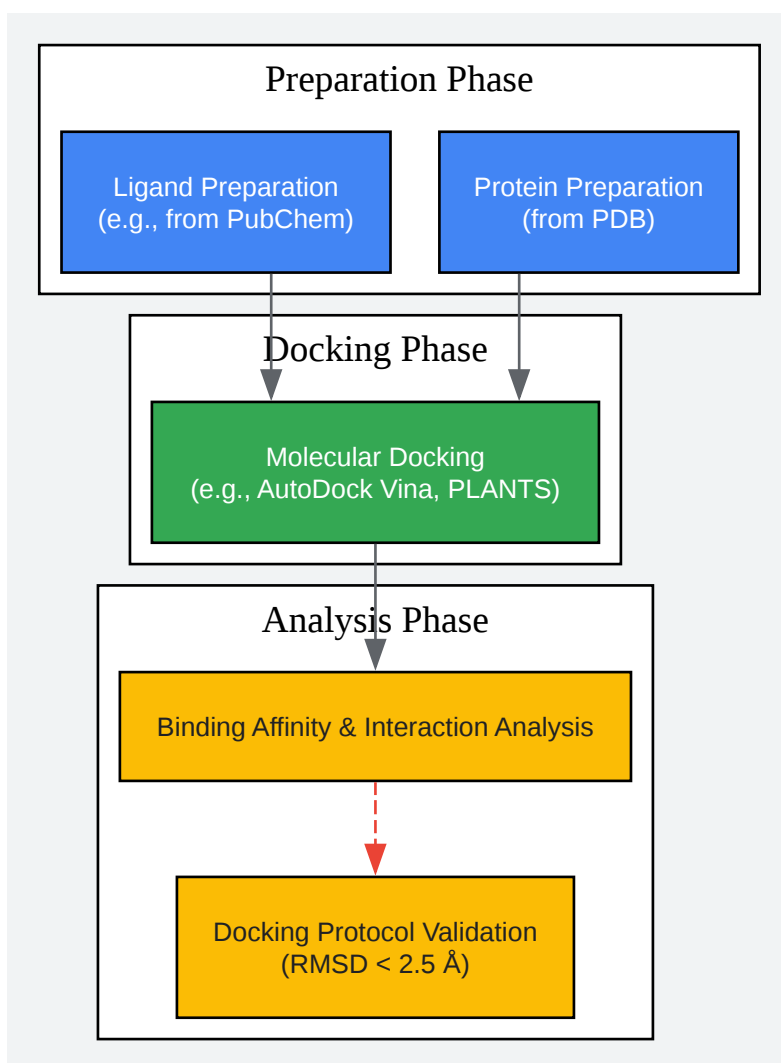 Preparation Phase
Ligand Preparation
(e.g., from PubChem)
Protein Preparation
(from PDB)
Docking Phase
Molecular Docking
(e.g., AutoDock Vina, PLANTS)
Analysis Phase
Binding Affinity & Interaction Analysis
Docking Protocol Validation
(RMSD < 2.5 Å)